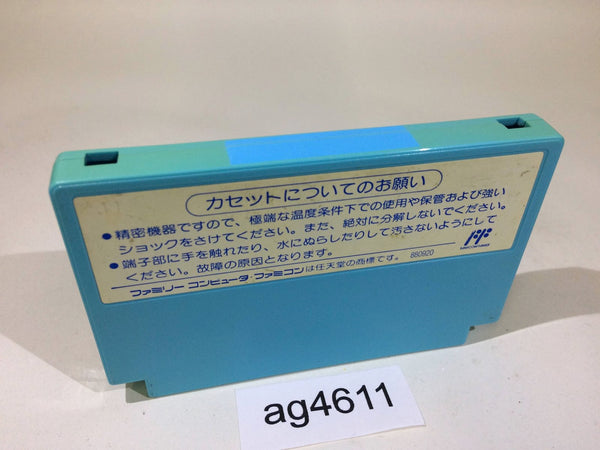 カセットについてのお願い
●精密機器ですので、極端な温度条件下での使用や保管および強い
ショックをさけてください。また、絶対に分解しないでください。
●端子部に手を触れたり、水にぬらしたりして汚さないようにして
ください。故障の原因となります。
ファミリーコンピュータ・ファミコンは任天堂の商標です。 880920
ag4611